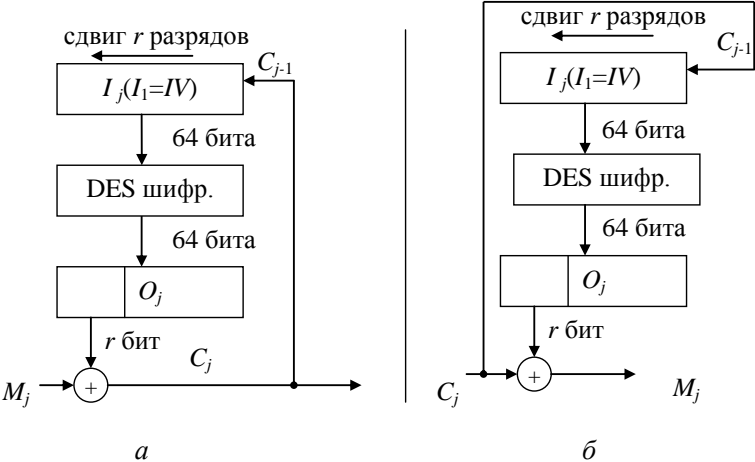 сдвиг r разрядов
C_{j-1}
I_j(I_1=IV)
64 бита
DES шифр.
64 бита
O_j
r бит
C_j
M_j
+
а
сдвиг r разрядов
C_{j-1}
I_j(I_1=IV)
64 бита
DES шифр.
64 бита
O_j
r бит
C_j
+
M_j
б